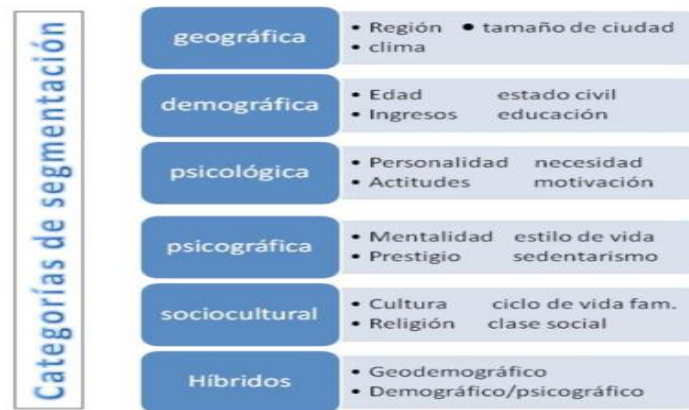 Categorías de segmentación
geográfica
• Región • tamaño de ciudad
• clima
demográfica
• Edad estado civil
• Ingresos educación
psicológica
• Personalidad necesidad
• Actitudes motivación
psicográfica
• Mentalidad estilo de vida
• Prestigio sedentarismo
sociocultural
• Cultura ciclo de vida fam.
• Religión clase social
Híbridos
• Geodemográfico
• Demográfico/psicográfico